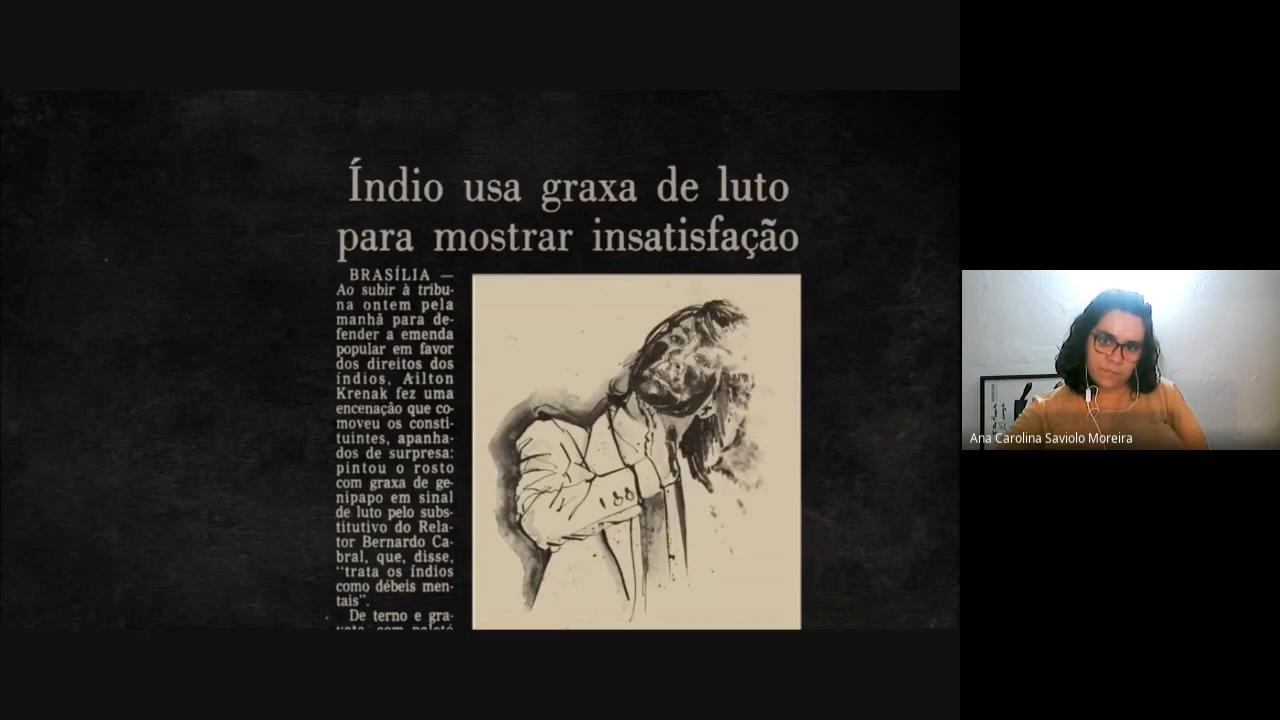 Índio usa graxa de luto
para mostrar insatisfação
BRASÍLIA —
Ao subir à tribu-
na ontem pela
manhã para de-
fender a emenda
popular em favor
dos direitos dos
índios, Ailton
Krenak fez uma
encenação que co-
moveu os consti-
tuintes, apanha-
dos de surpresa:
pintou o rosto
com graxa de ge-
nipapo em sinal
de luto pelo subs-
titutivo do Rela-
tor Bernardo Ca-
bral, que, disse,
"trata os índios
como débeis men-
tais".
De terno e gra-
Ana Carolina Saviolo Moreira